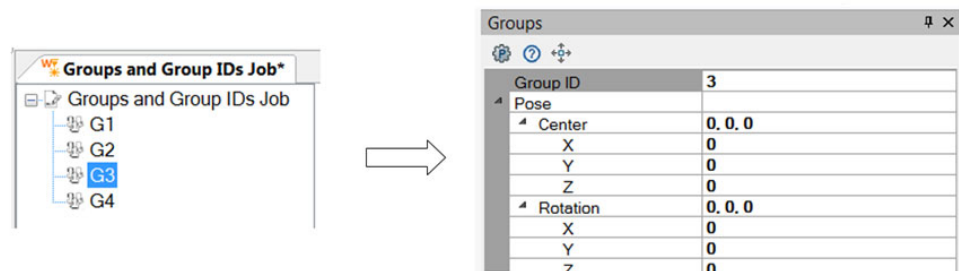 Groups and Group IDs Job*
Groups and Group IDs Job
G1
G2
G3
G4
Groups
Group ID 3
Pose
Center 0, 0, 0
X 0
Y 0
Z 0
Rotation 0, 0, 0
X 0
Y 0
Z 0